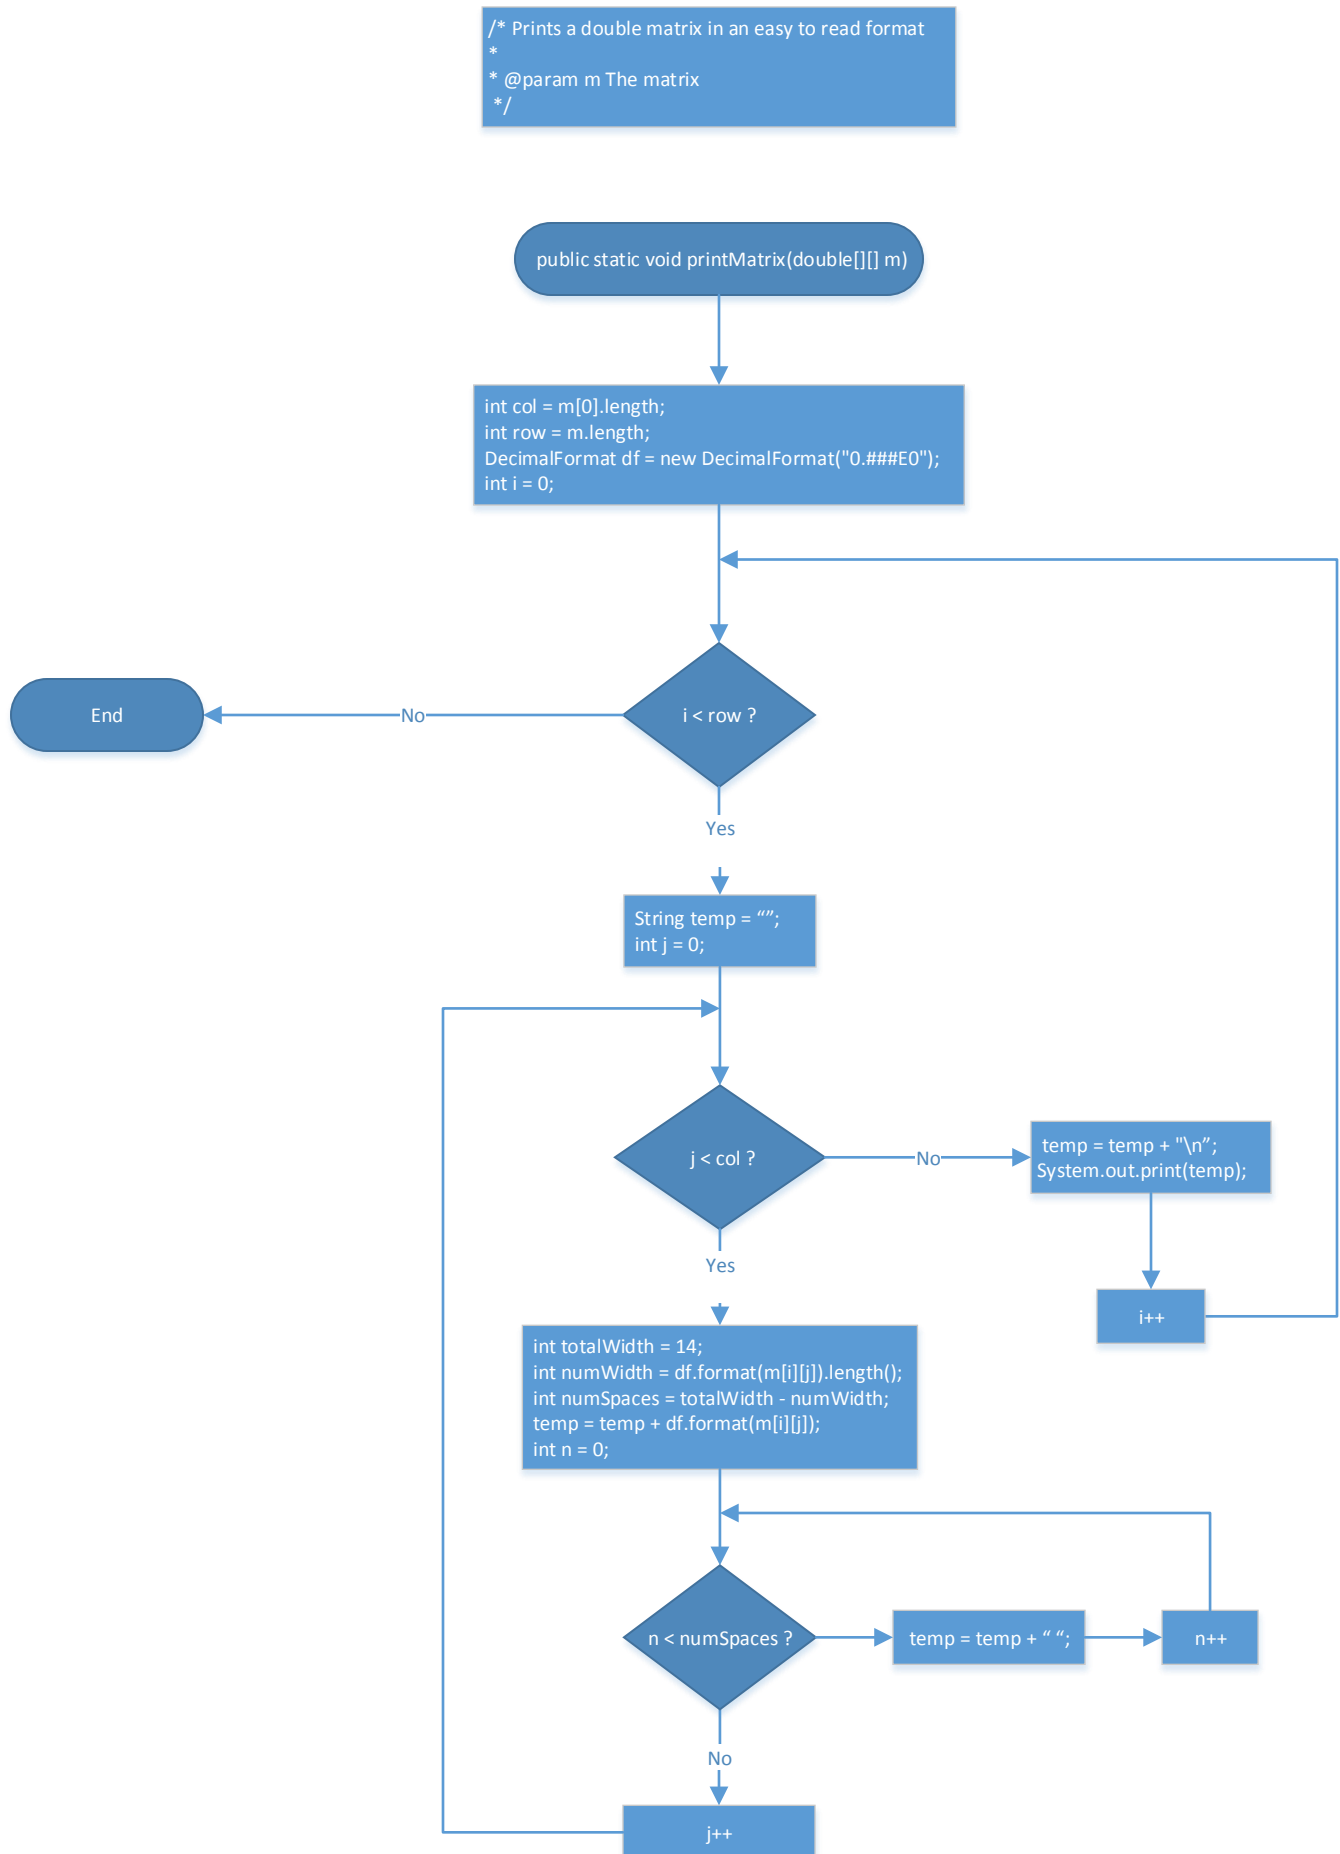 /* Prints a double matrix in an easy to read format
*
* @param m The matrix
*/
public static void printMatrix(double[][] m)
int col = m[0].length;
int row = m.length;
DecimalFormat df = new DecimalFormat("0.###E0");
int i = 0;
i < row ?
No
End
Yes
String temp = “”;
int j = 0;
j < col ?
No
temp = temp + "\n”;
System.out.print(temp);
i++
Yes
int totalWidth = 14;
int numWidth = df.format(m[i][j]).length();
int numSpaces = totalWidth - numWidth;
temp = temp + df.format(m[i][j]);
int n = 0;
n < numSpaces ?
temp = temp + “ “;
n++
No
j++